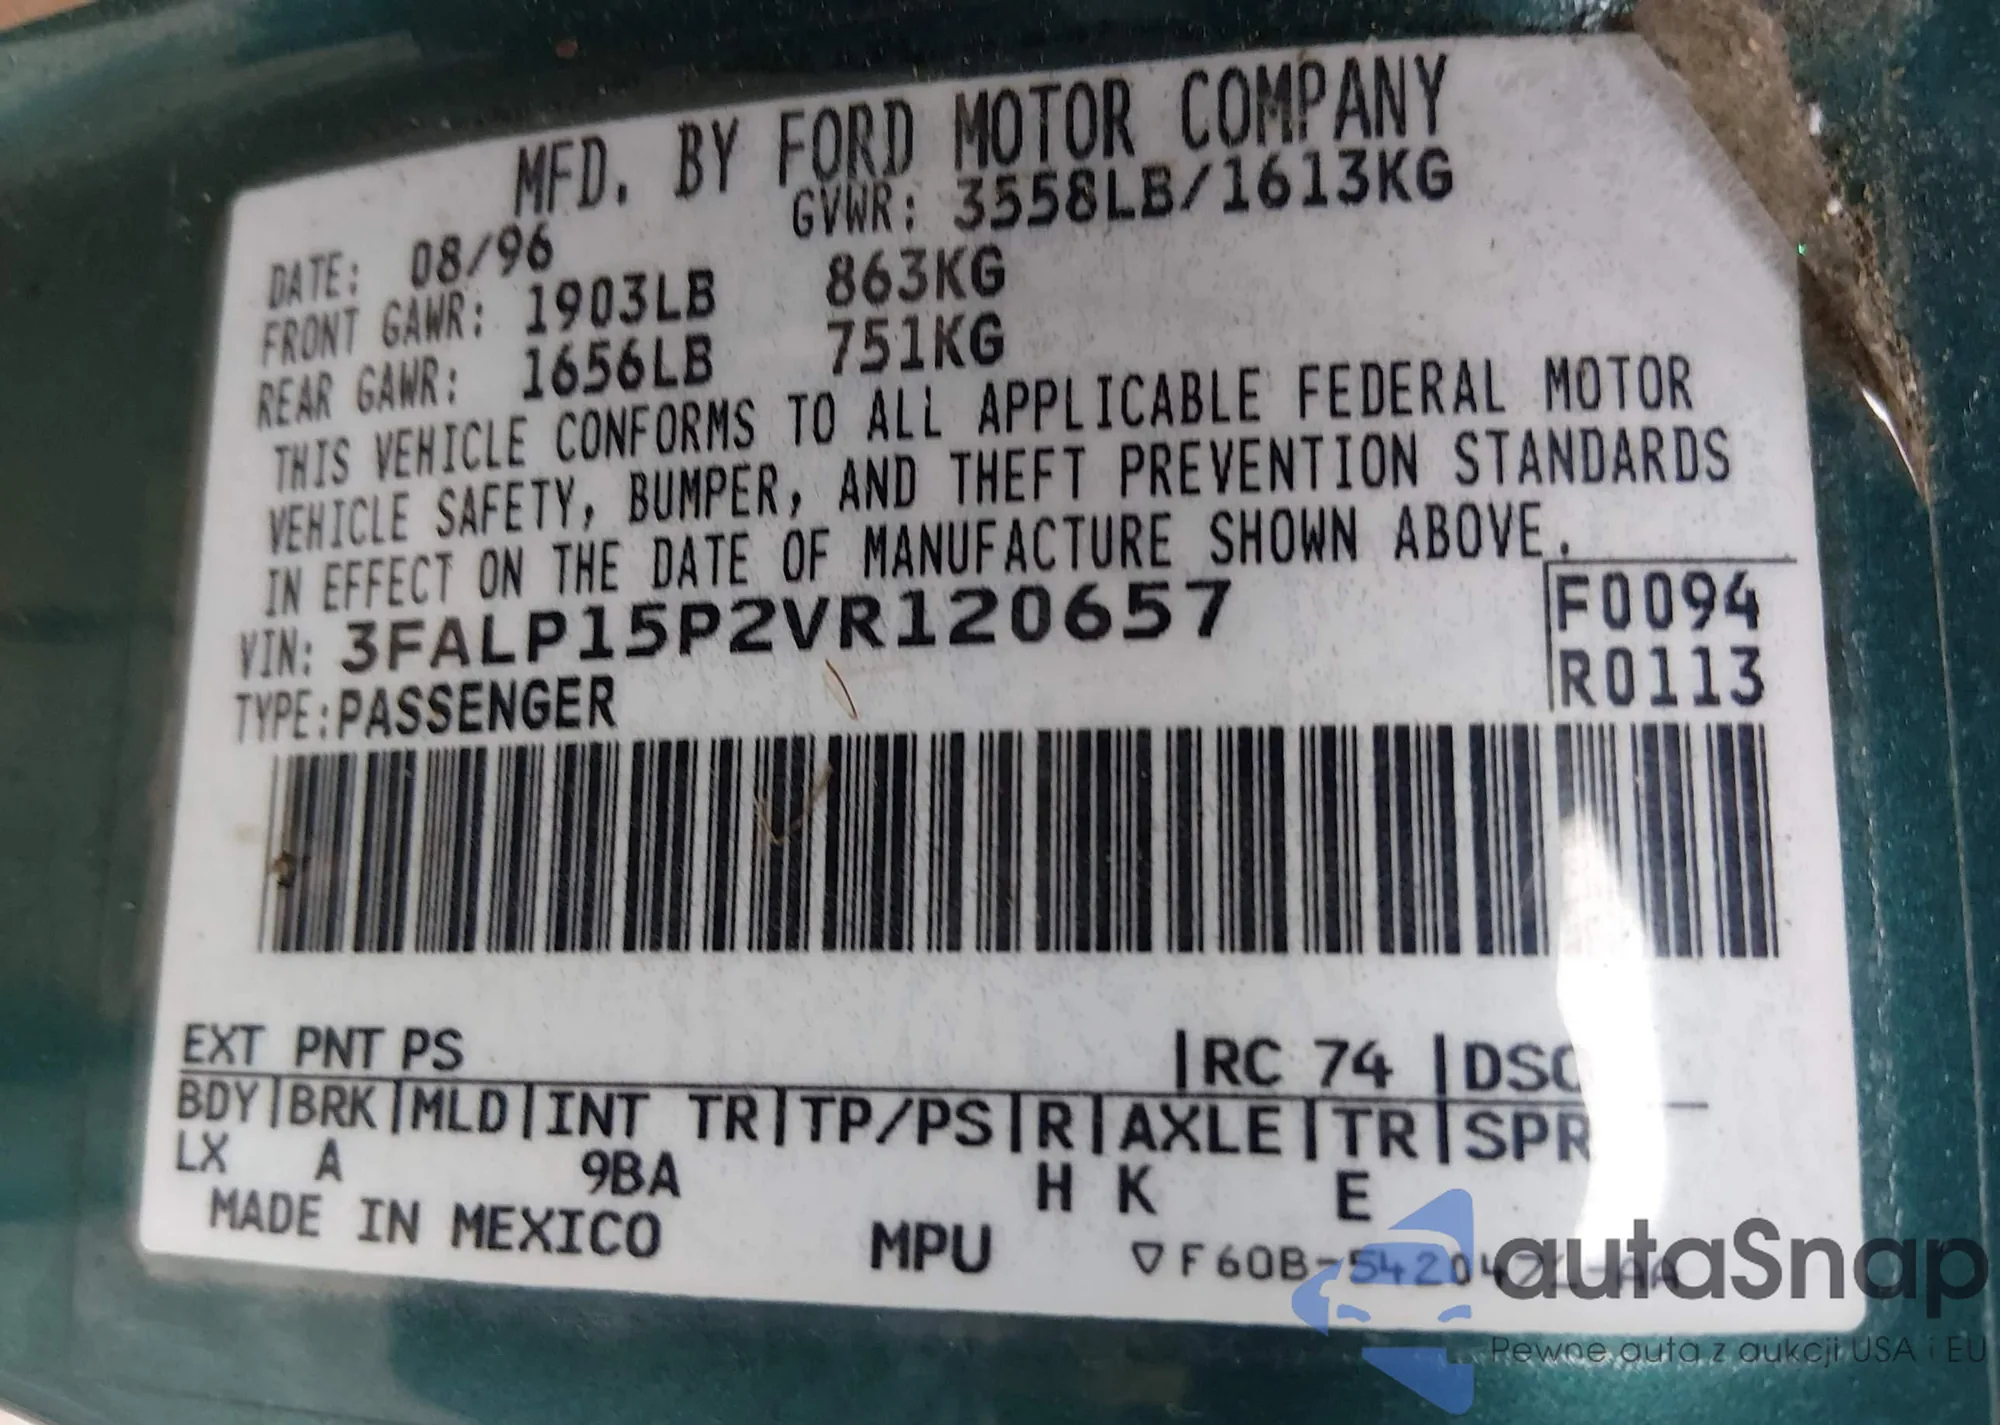 MFD. BY FORD MOTOR COMPANY
DATE: 08/96 GVWR: 3558LB/1613KG
FRONT GAWR: 1903LB 863KG
REAR GAWR: 1656LB 751KG
THIS VEHICLE CONFORMS TO ALL APPLICABLE FEDERAL MOTOR
VEHICLE SAFETY, BUMPER, AND THEFT PREVENTION STANDARDS
IN EFFECT ON THE DATE OF MANUFACTURE SHOWN ABOVE.
VIN: 3FALP15P2VR120657 F0094
TYPE: PASSENGER R0113
EXT PNT PS |RC 74 |DSO
BDY|BRK|MLD|INT TR|TP/PS|R|AXLE|TR|SPR
LX A 9BA H K E
MADE IN MEXICO MPU
autaSnap
Pewne auta z aukcji USA i EU